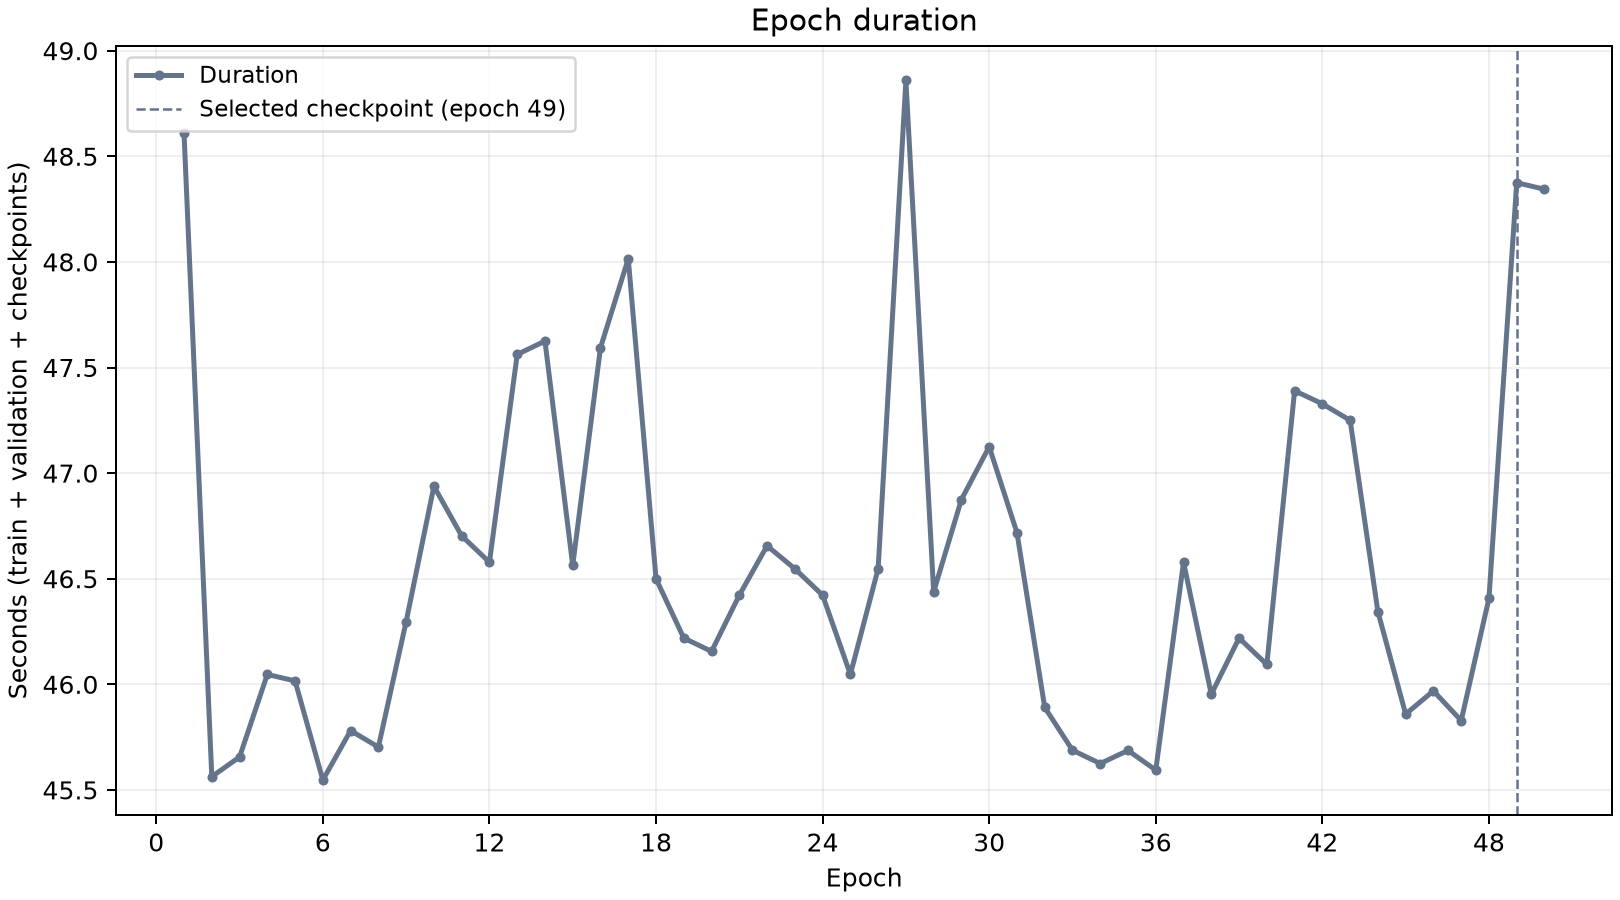 Epoch duration
Duration
Selected checkpoint (epoch 49)
Seconds (train + validation + checkpoints)
49.0
48.5
48.0
47.5
47.0
46.5
46.0
45.5
0 6 12 18 24 30 36 42 48
Epoch